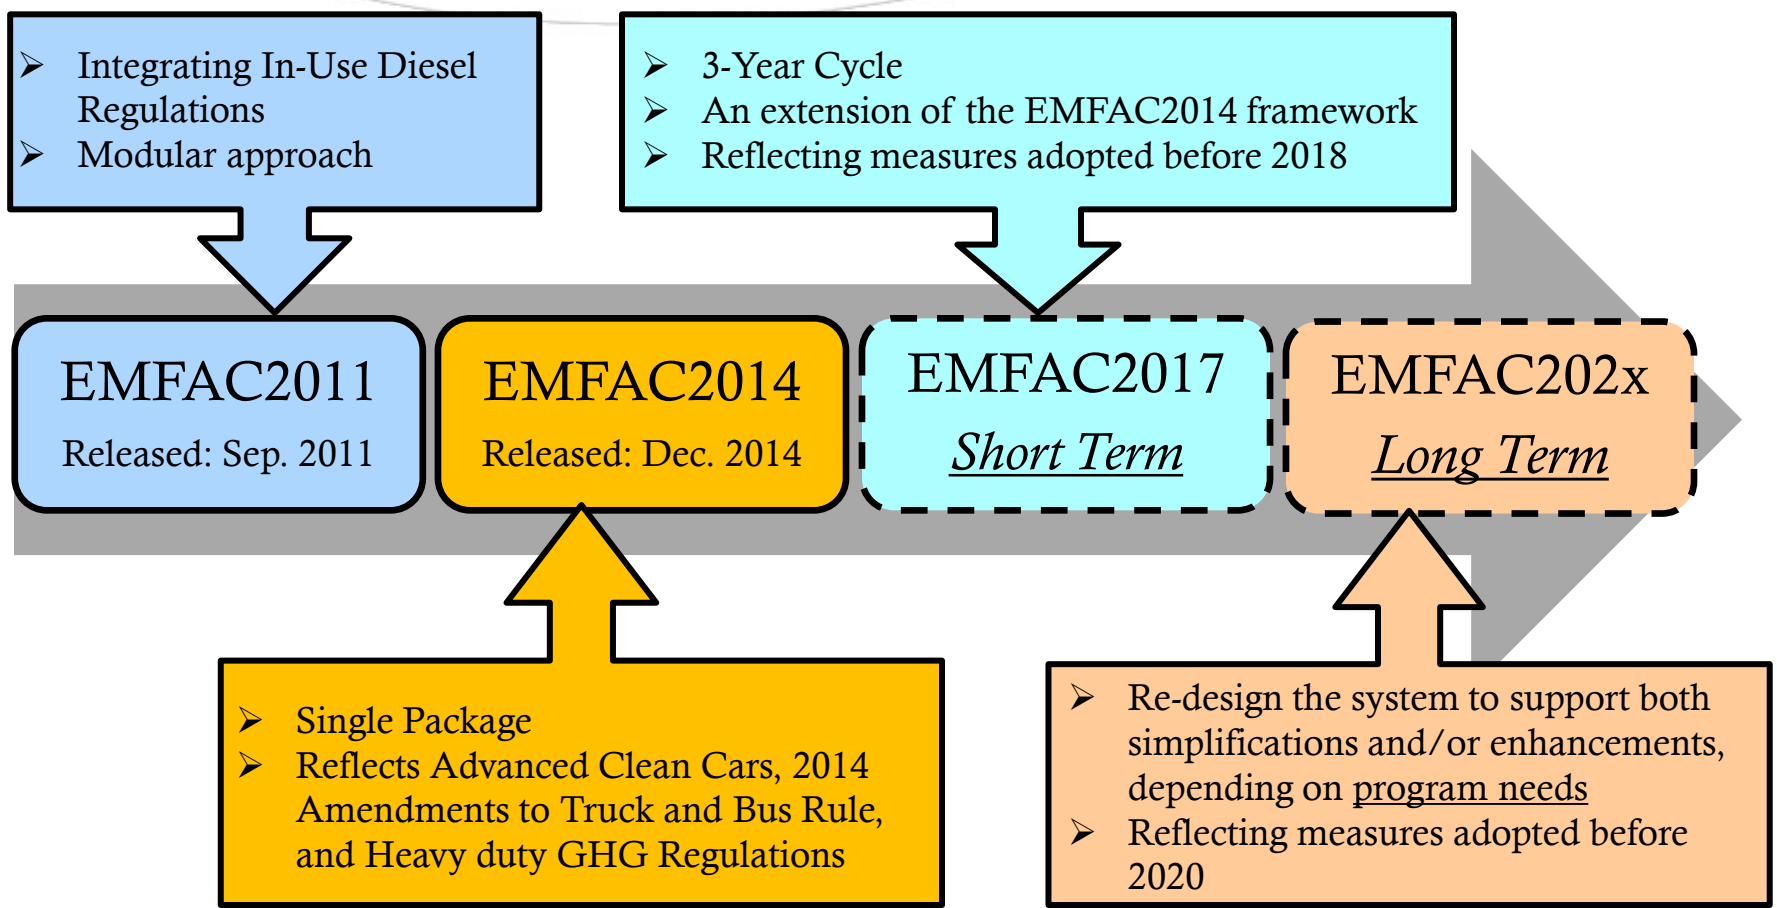 ➢ Integrating In-Use Diesel
Regulations
➢ Modular approach
➢ 3-Year Cycle
➢ An extension of the EMFAC2014 framework
➢ Reflecting measures adopted before 2018
EMFAC2011
Released: Sep. 2011
EMFAC2014
Released: Dec. 2014
EMFAC2017
Short Term
EMFAC202x
Long Term
➢ Single Package
➢ Reflects Advanced Clean Cars, 2014
Amendments to Truck and Bus Rule,
and Heavy duty GHG Regulations
➢ Re-design the system to support both
simplifications and/or enhancements,
depending on program needs
➢ Reflecting measures adopted before
2020